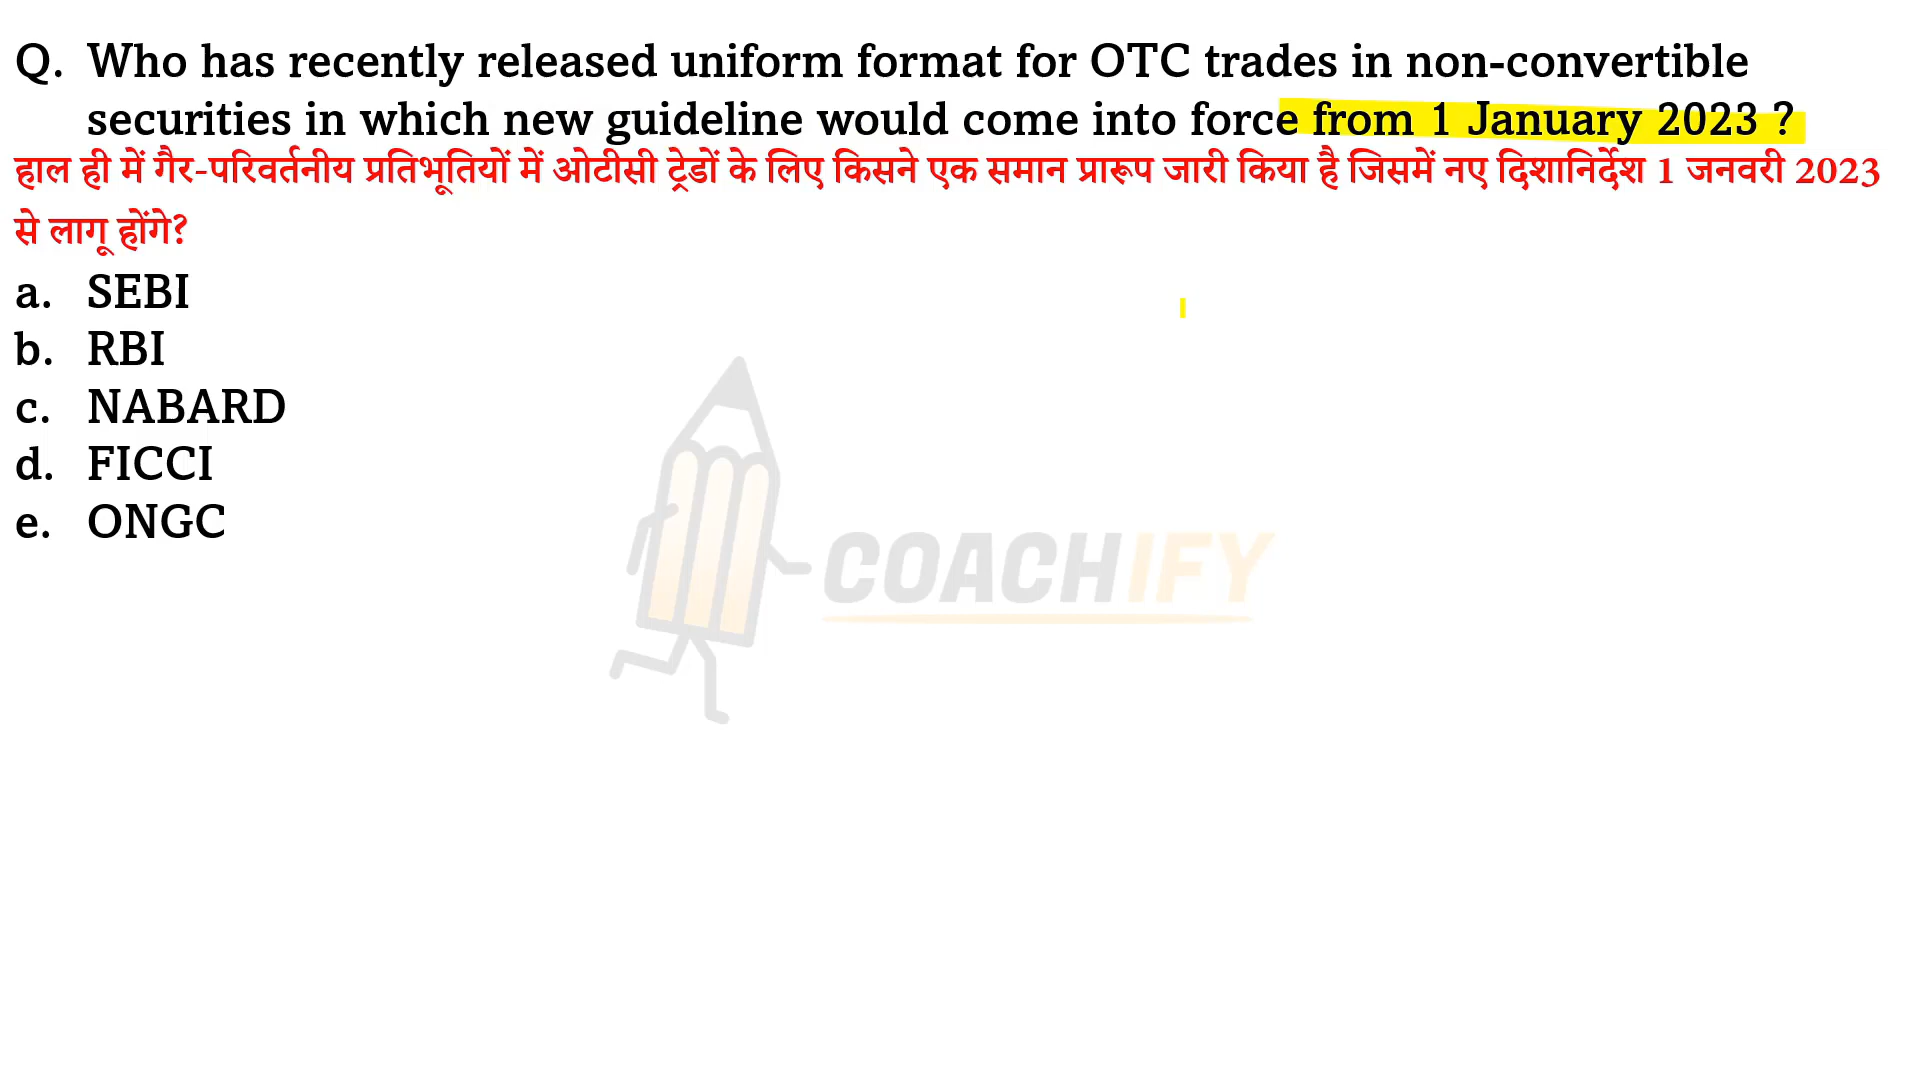 Q. Who has recently released uniform format for OTC trades in non-convertible
securities in which new guideline would come into force from 1 January 2023 ?
हाल ही में गैर-परिवर्तनीय प्रतिभूतियों में ओटीसी ट्रेडों के लिए किसने एक समान प्रारूप जारी किया है जिसमें नए दिशानिर्देश 1 जनवरी 2023
से लागू होंगे?
a. SEBI
b. RBI
c. NABARD
d. FICCI
e. ONGC
COACHIFY